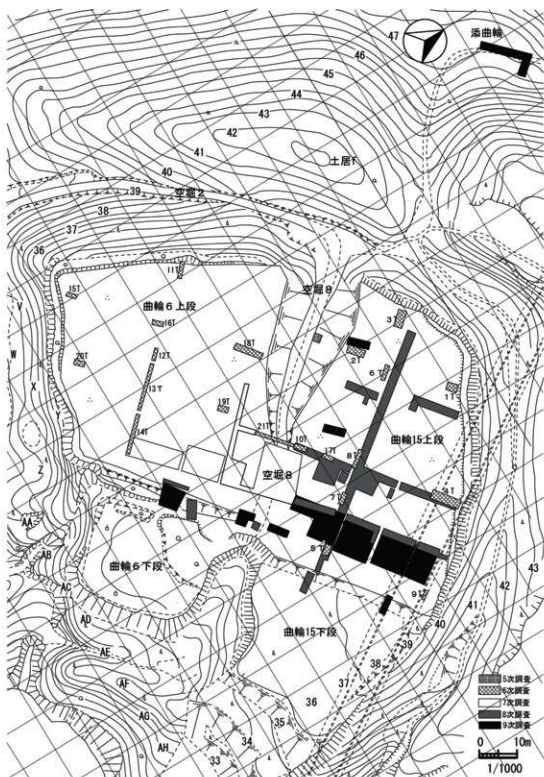 47
添曲輪
46
45
44
43
42
41
土居f
40
39
空堀2
38
37
36
11T
15T
空堀8
曲輪6上段
3T
16T
V
12T
18T
2T
W
20T
6T
1T
X
13T
19T
曲輪15上段
14T
21T
10T
17T
8T
Z
空堀8
4T
7T
AA
AB
5T
曲輪6下段
42
43
AC
9T
41
40
AD
39
曲輪15下段
38
AE
37
AF
36
5次調査
35
6次調査
AG
7次調査
34
8次調査
AH
33
9次調査
0 10m
1/1000